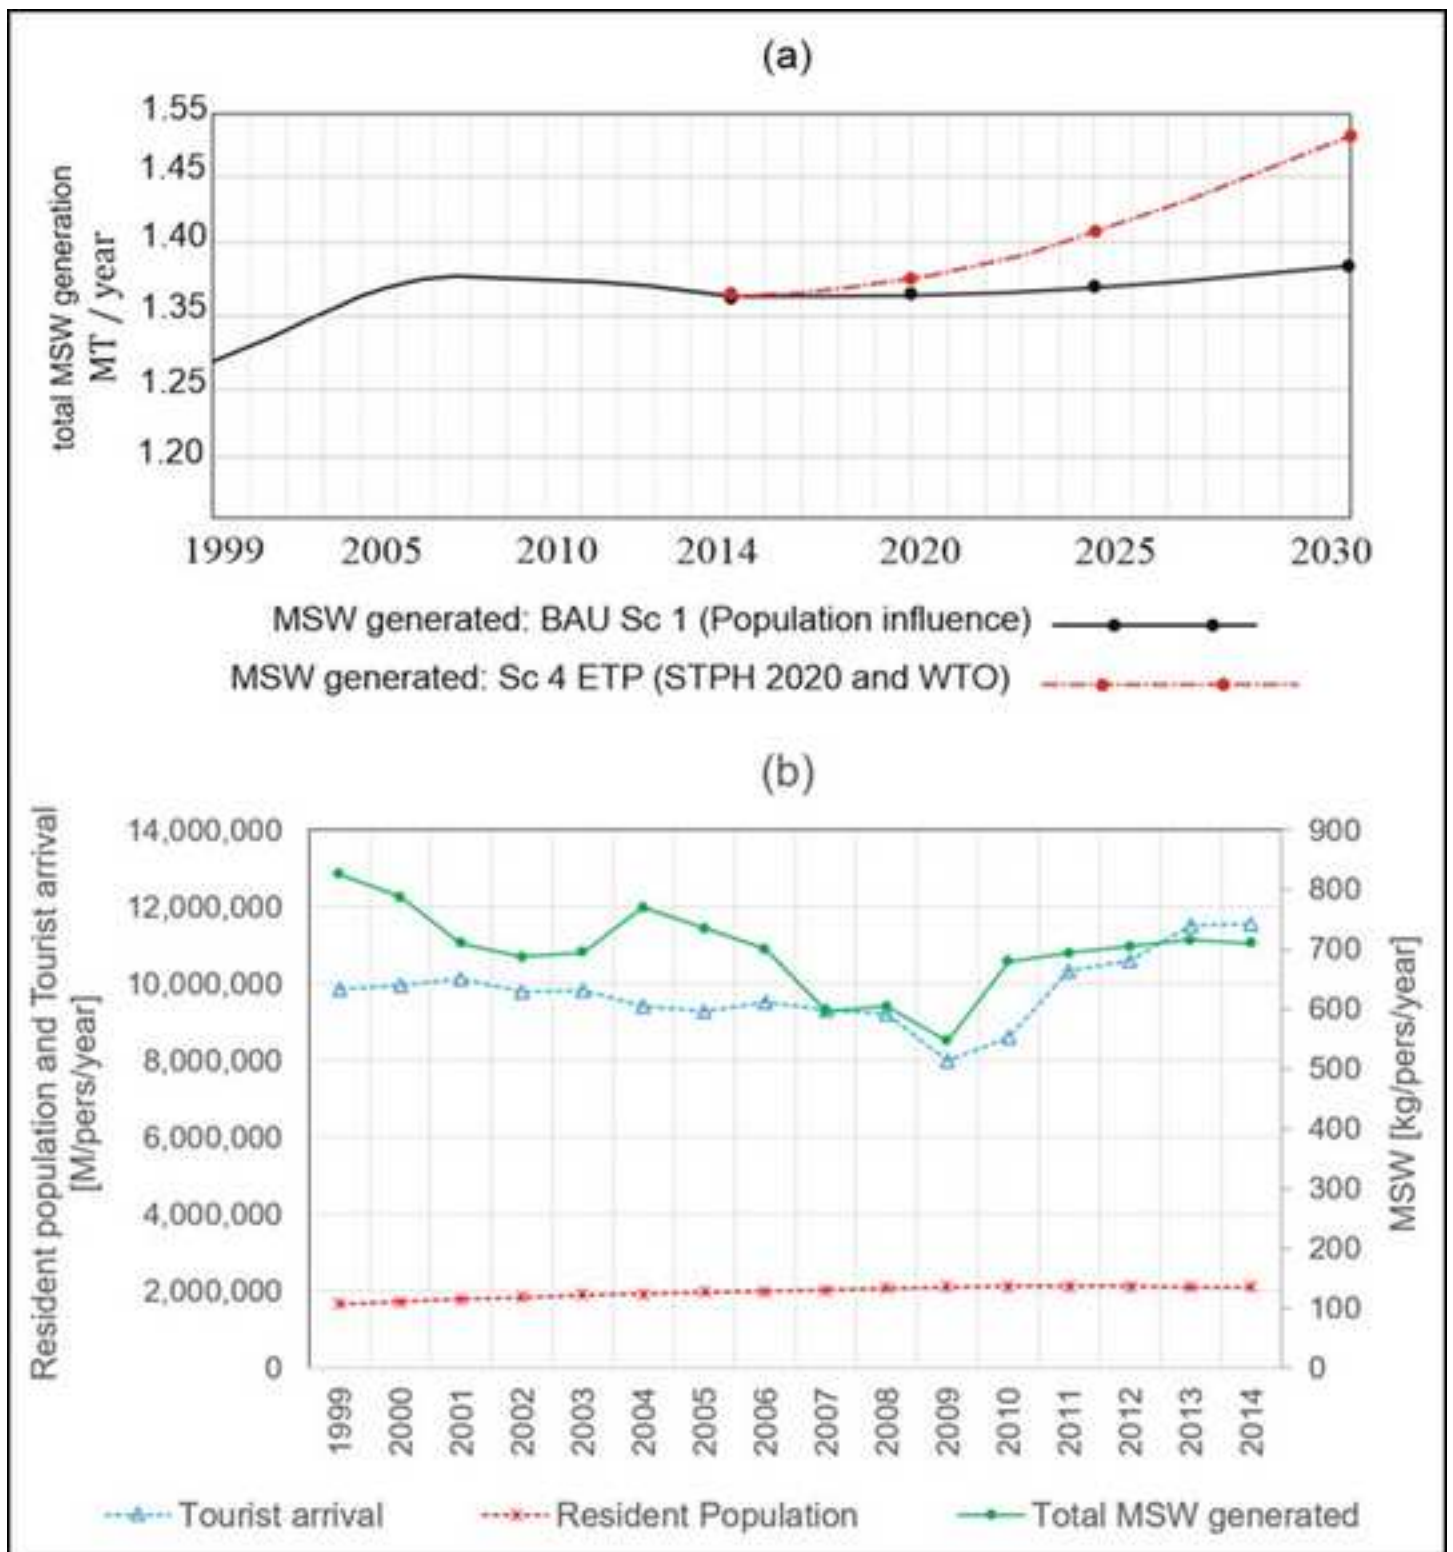 (a)
total MSW generation
MT / year
1.55
1.45
1.40
1.35
1.25
1.20
1999 2005 2010 2014 2020 2025 2030
MSW generated: BAU Sc 1 (Population influence)
MSW generated: Sc 4 ETP (STPH 2020 and WTO)
(b)
Resident population and Tourist arrival
[M/pers/year]
14,000,000
12,000,000
10,000,000
8,000,000
6,000,000
4,000,000
2,000,000
0
900
800
700
600
500
400
300
200
100
0
MSW [kg/pers/year]
1999 2000 2001 2002 2003 2004 2005 2006 2007 2008 2009 2010 2011 2012 2013 2014
Tourist arrival Resident Population Total MSW generated